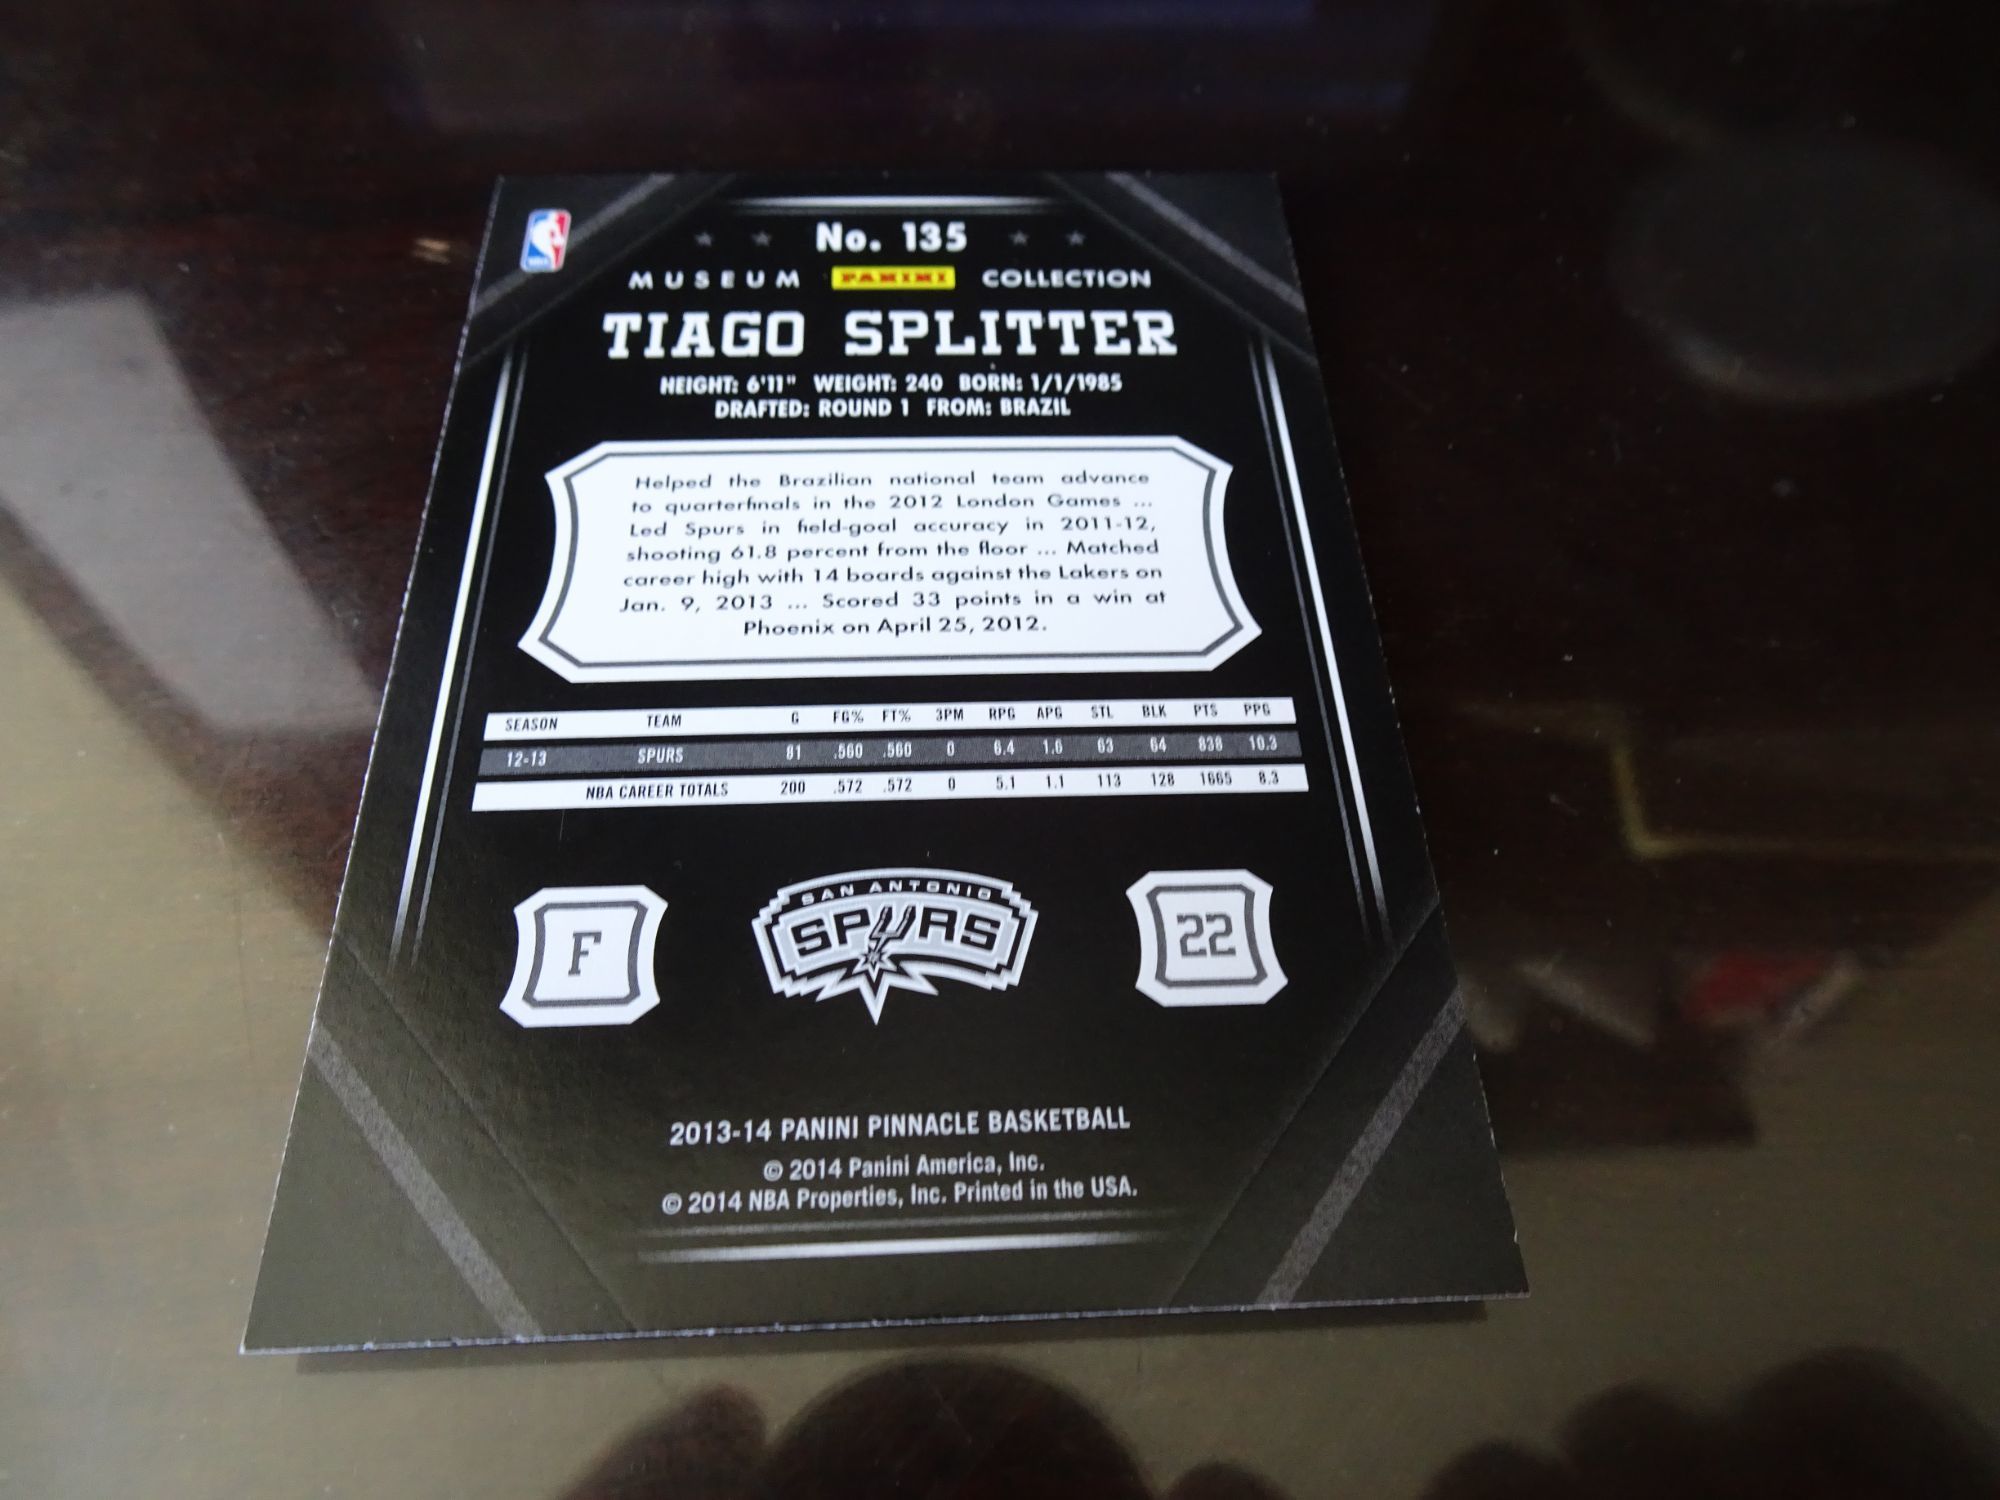 No. 135
MUSEUM PANINI COLLECTION
TIAGO SPLITTER
HEIGHT: 6'11" WEIGHT: 240 BORN: 1/1/1985
DRAFTED: ROUND 1 FROM: BRAZIL
Helped the Brazilian national team advance
to quarterfinals in the 2012 London Games ...
Led Spurs in field-goal accuracy in 2011-12,
shooting 61.8 percent from the floor ... Matched
career high with 14 boards against the Lakers on
Jan. 9, 2013 ... Scored 33 points in a win at
Phoenix on April 25, 2012.
SEASON TEAM G FG% FT% 3PM RPG APG STL BLK PTS PPG
12-13 SPURS 81 .560 .560 0 6.4 1.6 63 64 838 10.3
NBA CAREER TOTALS 200 .572 .572 0 5.1 1.1 113 128 1665 8.3
F
SAN ANTONIO
SPURS
22
2013-14 PANINI PINNACLE BASKETBALL
© 2014 Panini America, Inc.
© 2014 NBA Properties, Inc. Printed in the USA.